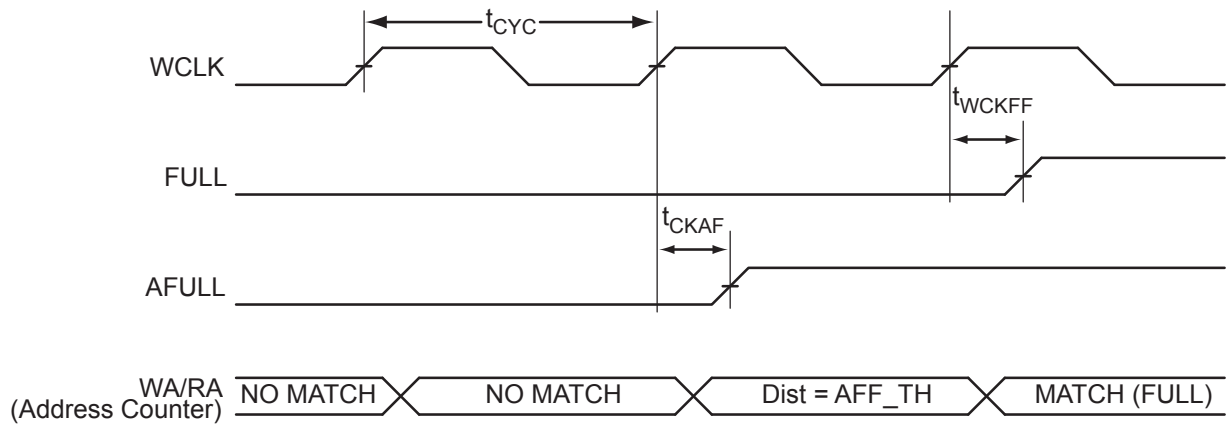 tCYC
WCLK
tWCKFF
FULL
tCKAF
AFULL
WA/RA
(Address Counter)
NO MATCH
NO MATCH
Dist = AFF_TH
MATCH (FULL)